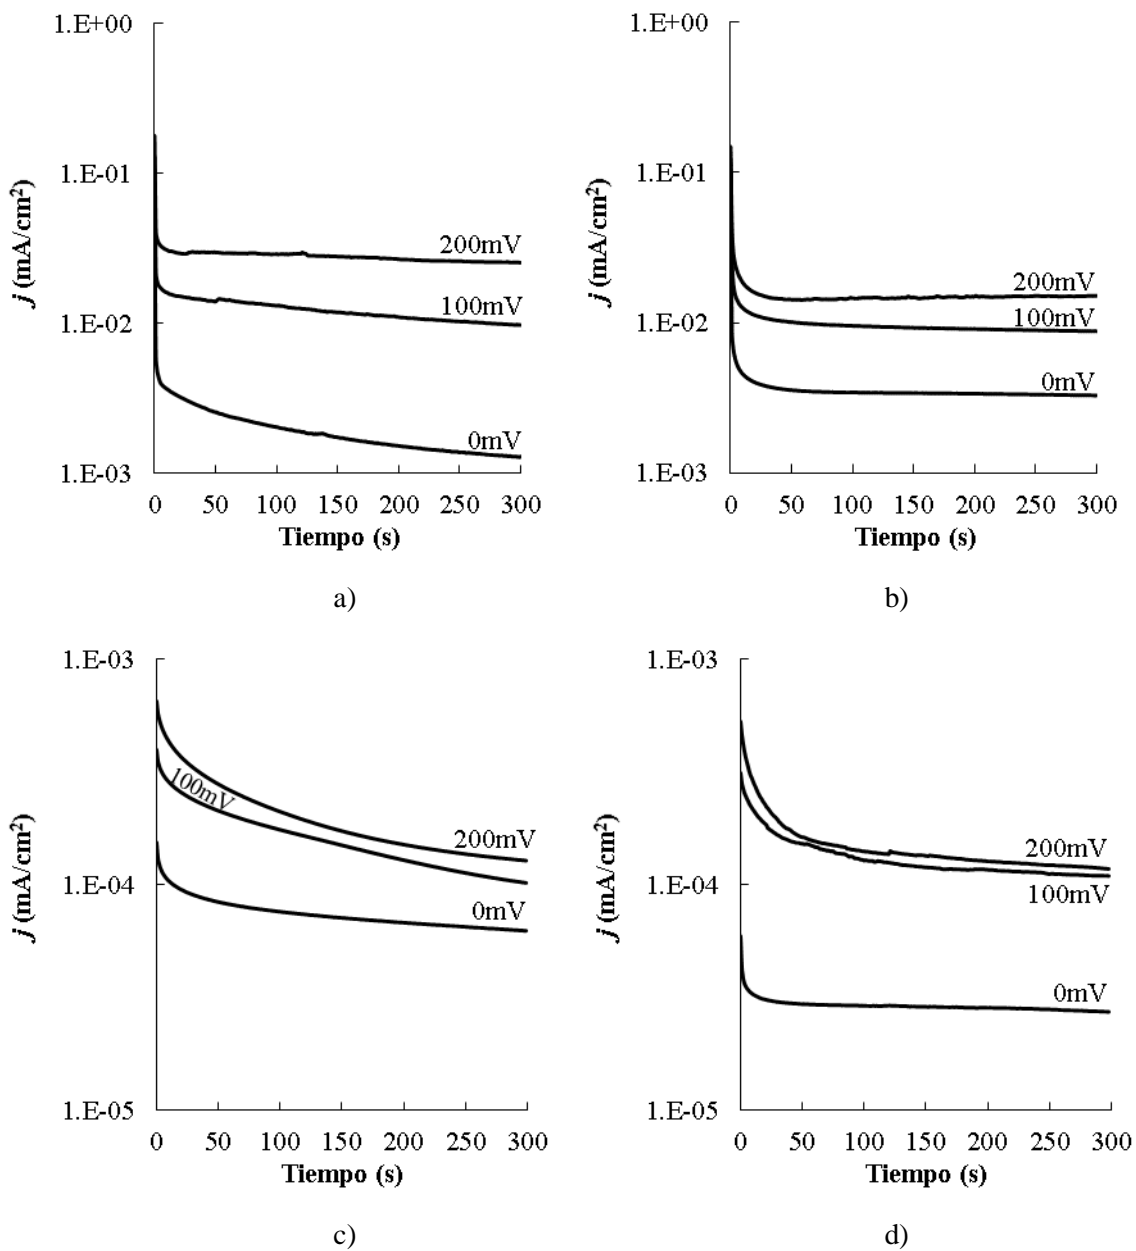 1.E+00
1.E-01
1.E-02
1.E-03
j (mA/cm²)
200mV
100mV
0mV
0 50 100 150 200 250 300
Tiempo (s)
a)
1.E+00
1.E-01
1.E-02
1.E-03
j (mA/cm²)
200mV
100mV
0mV
0 50 100 150 200 250 300
Tiempo (s)
b)
1.E-03
1.E-04
1.E-05
j (mA/cm²)
100mV
200mV
0mV
0 50 100 150 200 250 300
Tiempo (s)
c)
1.E-03
1.E-04
1.E-05
j (mA/cm²)
200mV
100mV
0mV
0 50 100 150 200 250 300
Tiempo (s)
d)